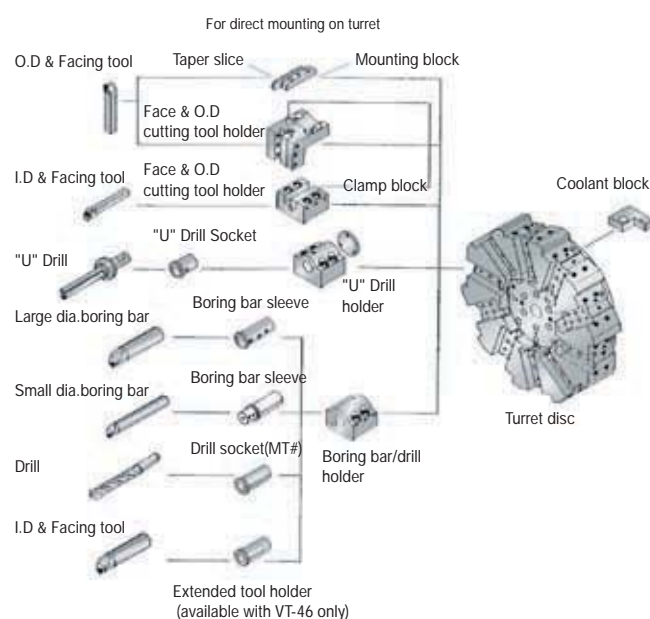 For direct mounting on turret
O.D & Facing tool
Taper slice
Mounting block
Face & O.D
cutting tool holder
I.D & Facing tool
Face & O.D
cutting tool holder
Clamp block
Coolant block
"U" Drill
"U" Drill Socket
"U" Drill
holder
Large dia.boring bar
Boring bar sleeve
Small dia.boring bar
Boring bar sleeve
Turret disc
Drill
Drill socket(MT#)
Boring bar/drill
holder
I.D & Facing tool
Extended tool holder
(available with VT-46 only)